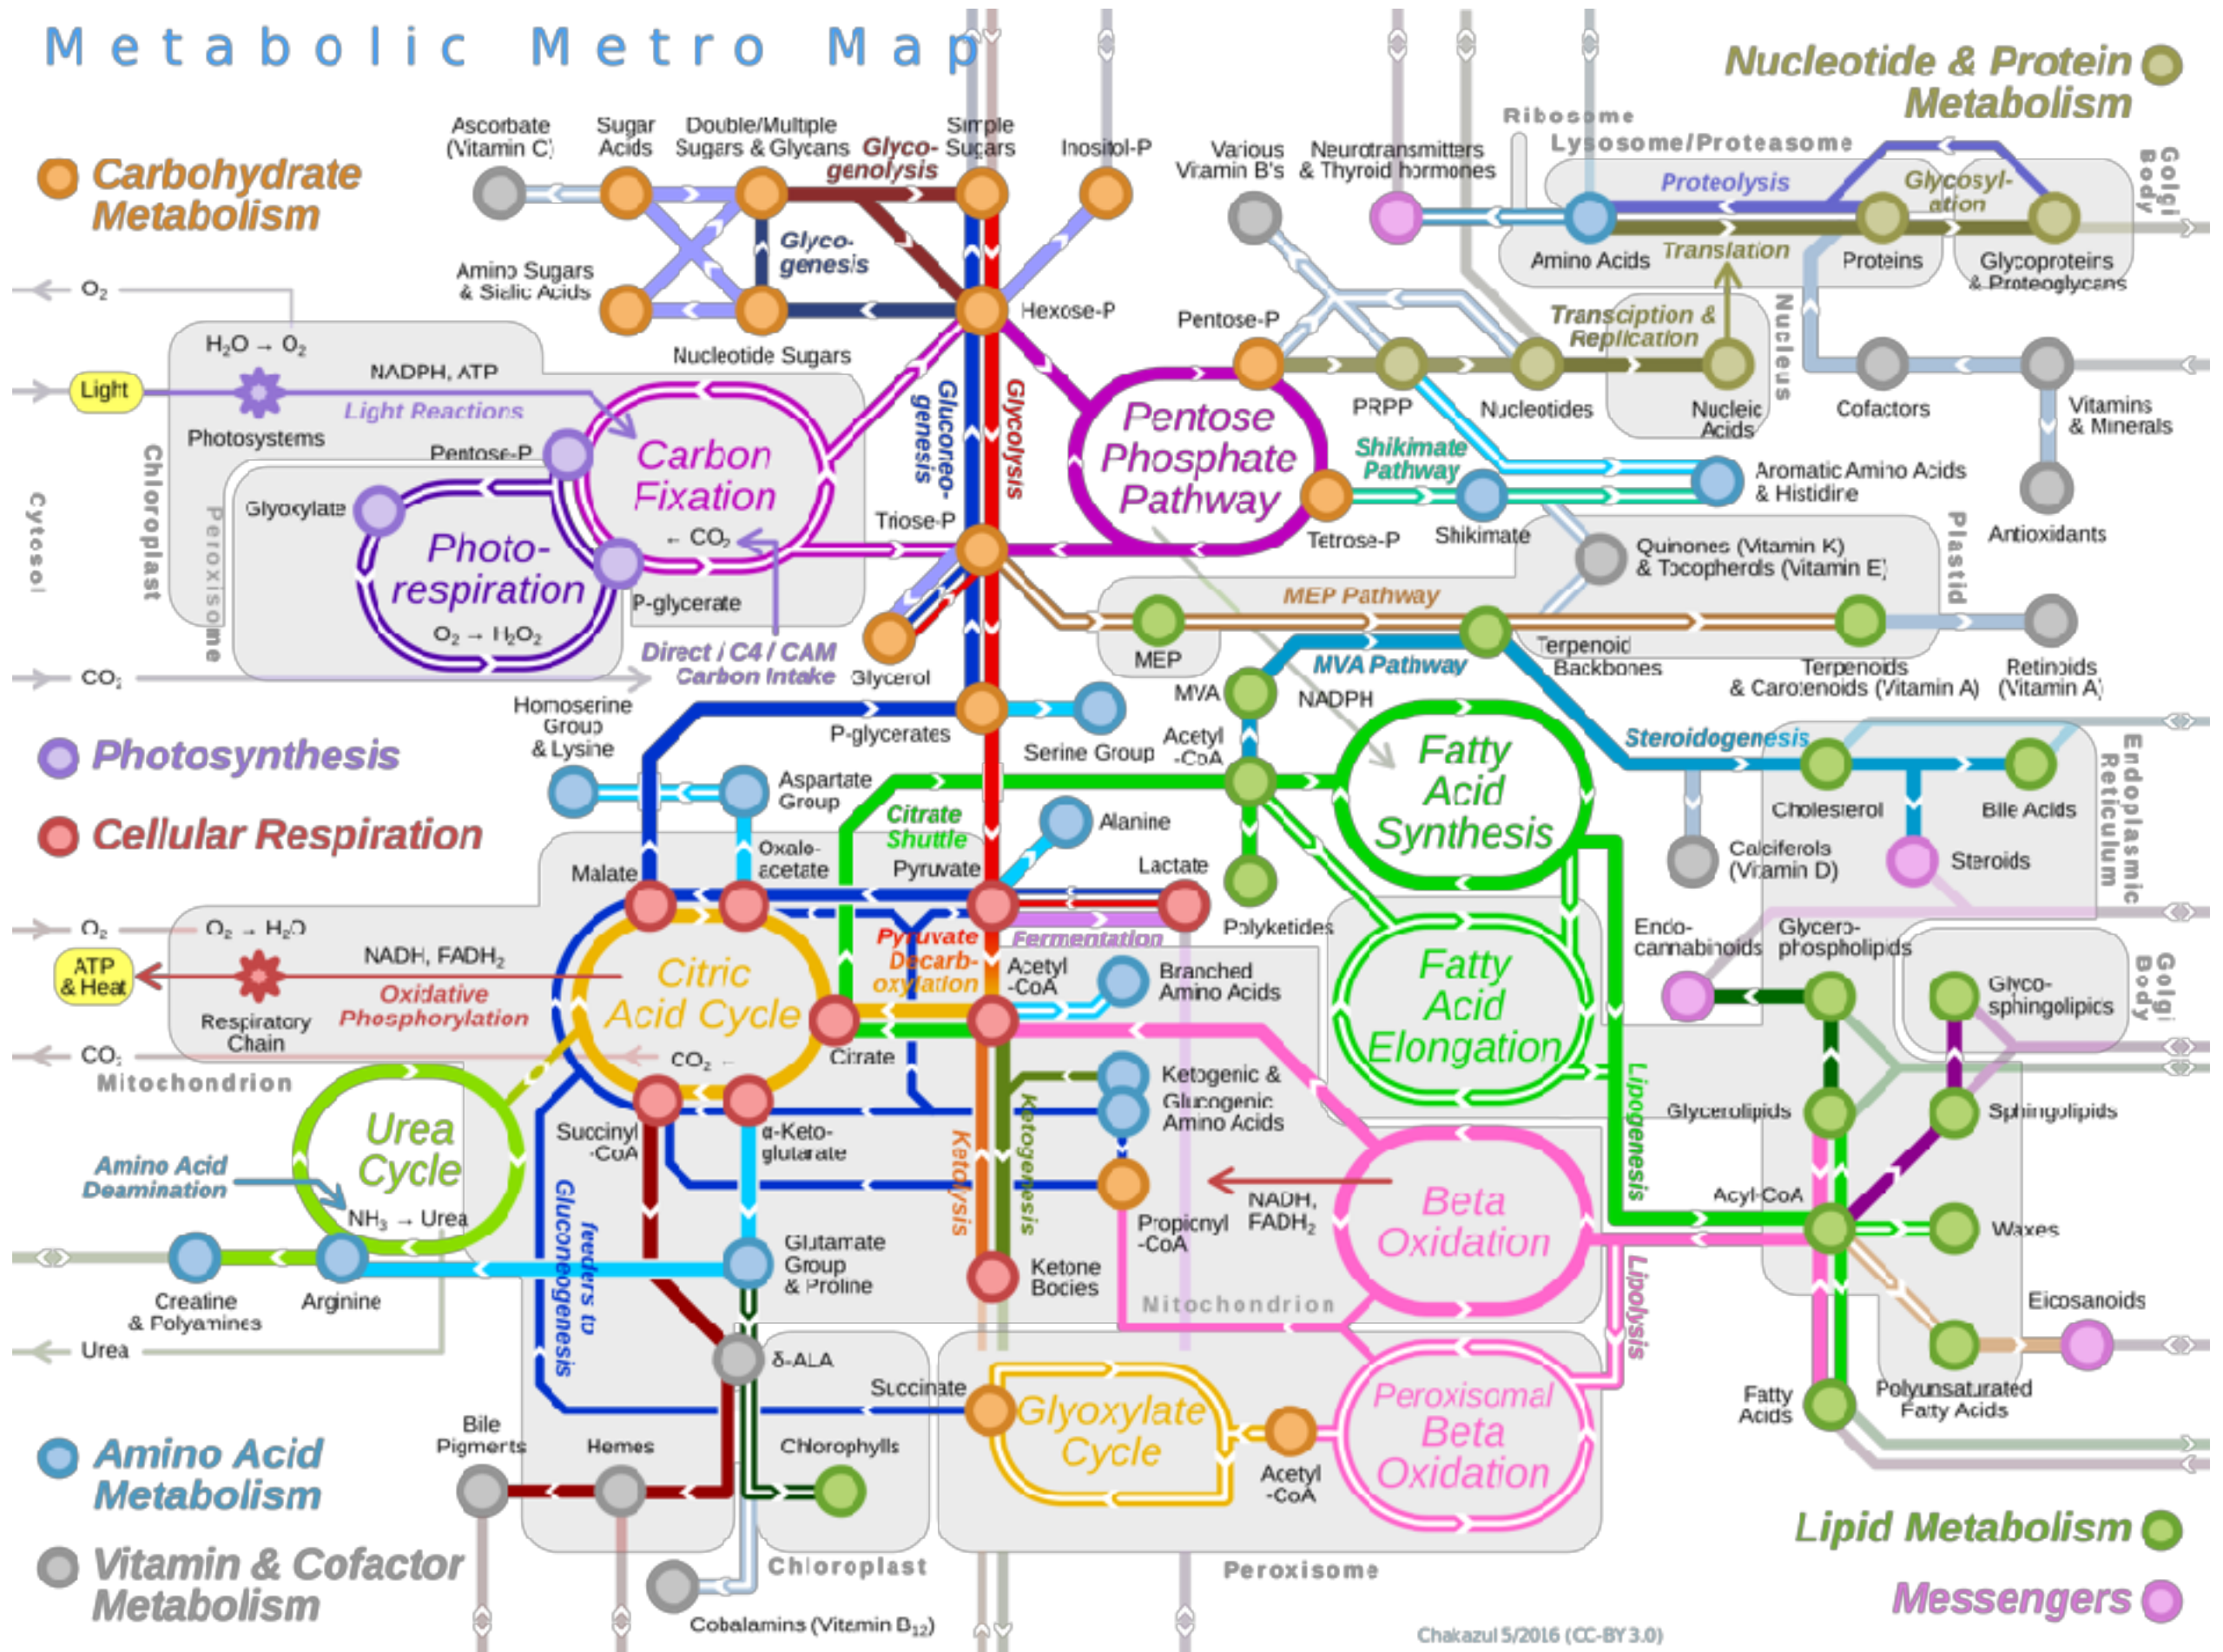 Metabolic Metro Map
Nucleotide & Protein
Metabolism
Carbohydrate
Metabolism
Ascorbate
(Vitamin C)
Sugar
Acids
Double/Multiple
Sugars & Glycans
Glyco-
genolysis
Simple
Sugars
Inositol-P
Various
Vitamin B's
Neurotransmitters
& Thyroid hormones
Ribosome
Lysosome/Proteasome
Golgi
Body
Proteolysis
Glycosyl-
ation
Glyco-
genesis
Amino Acids
Translation
Proteins
Glycoproteins
& Proteoglycans
Amino Sugars
& Sialic Acids
O₂
Hexose-P
Pentose-P
Transciption &
Replication
Nucleus
H₂O → O₂
Nucleotide Sugars
Light
NADPH, ATP
Light Reactions
Photosystems
Gluconeo-
genesis
Glycolysis
Pentose
Phosphate
Pathway
PRPP
Nucleotides
Nucleic
Acids
Cofactors
Vitamins
& Minerals
Pentose-P
Carbon
Fixation
Shikimate
Pathway
Aromatic Amino Acids
& Histidine
Chloroplast
Cytosol
Peroxisome
Glyoxylate
Triose-P
← CO₂
Tetrose-P
Shikimate
Antioxidants
Quinones (Vitamin K)
& Tocopherols (Vitamin E)
Plastid
Photo-
respiration
O₂ → H₂O₂
P-glycerate
MEP Pathway
MEP
Direct / C4 / CAM
Carbon Intake
Glycerol
MVA Pathway
Terpenoid
Backbones
Terpenoids
& Carotenoids (Vitamin A)
Retinoids
(Vitamin A)
CO₂
MVA
NADPH
Homoserine
Group
& Lysine
P-glycerates
Serine Group
Acetyl
-CoA
Fatty
Acid
Synthesis
Steroidogenesis
Endoplasmic
Reticulum
Photosynthesis
Cellular Respiration
Aspartate
Group
Citrate
Shuttle
Alanine
Cholesterol
Bile Acids
Malate
Oxalo-
acetate
Pyruvate
Lactate
Calciferols
(Vitamin D)
Steroids
Polyketides
O₂
O₂ → H₂O
Pyruvate
Decarb-
oxylation
Fermentation
Endo-
cannabinoids
Glycero-
phospholipids
ATP
& Heat
NADH, FADH₂
Oxidative
Phosphorylation
Respiratory
Chain
Citric
Acid Cycle
Acetyl
-CoA
Branched
Amino Acids
Fatty
Acid
Elongation
Glyco-
sphingolipids
Golgi
Body
CO₂
CO₂ ←
Citrate
Mitochondrion
Ketogenic &
Glucogenic
Amino Acids
Lipogenesis
Glycerolipids
Sphingolipids
Urea
Cycle
Succinyl
-CoA
α-Keto-
glutarate
Ketolysis
Ketogenesis
Amino Acid
Deamination
NH₃ → Urea
Propionyl
-CoA
NADH,
FADH₂
Beta
Oxidation
Acyl-CoA
Waxes
feeders to
Gluconeogenesis
Glutamate
Group
& Proline
Ketone
Bodies
Mitochondrion
Lipolysis
Creatine
& Polyamines
Arginine
Eicosanoids
Urea
δ-ALA
Succinate
Glyoxylate
Cycle
Acetyl
-CoA
Peroxisomal
Beta
Oxidation
Fatty
Acids
Polyunsaturated
Fatty Acids
Bile
Pigments
Hemes
Chlorophylls
Amino Acid
Metabolism
Vitamin & Cofactor
Metabolism
Chloroplast
Peroxisome
Cobalamins (Vitamin B₁₂)
Lipid Metabolism
Messengers
Chakazul 5/2016 (CC-BY 3.0)